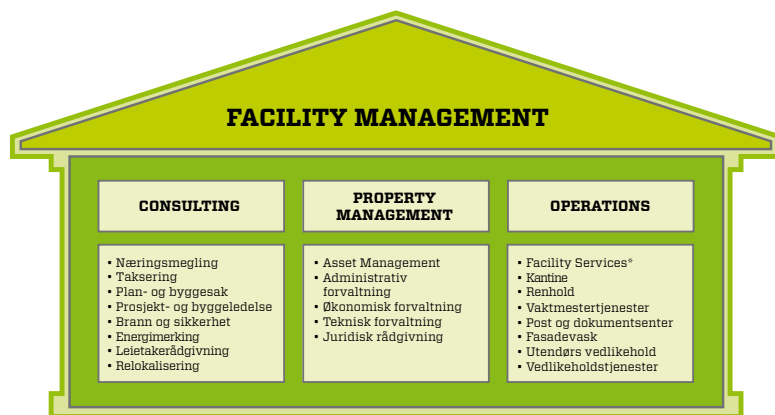 FACILITY MANAGEMENT
CONSULTING
• Næringsmegling
• Taksering
• Plan- og byggesak
• Prosjekt- og byggeledelse
• Brann og sikkerhet
• Energimerking
• Leietakerådgivning
• Relokalisering
PROPERTY
MANAGEMENT
• Asset Management
• Administrativ
forvaltning
• Økonomisk forvaltning
• Teknisk forvaltning
• Juridisk rådgivning
OPERATIONS
• Facility Services*
• Kantine
• Renhold
• Vaktmestertjenester
• Post og dokumentsenter
• Fasadevask
• Utendørs vedlikehold
• Vedlikeholdstjenester